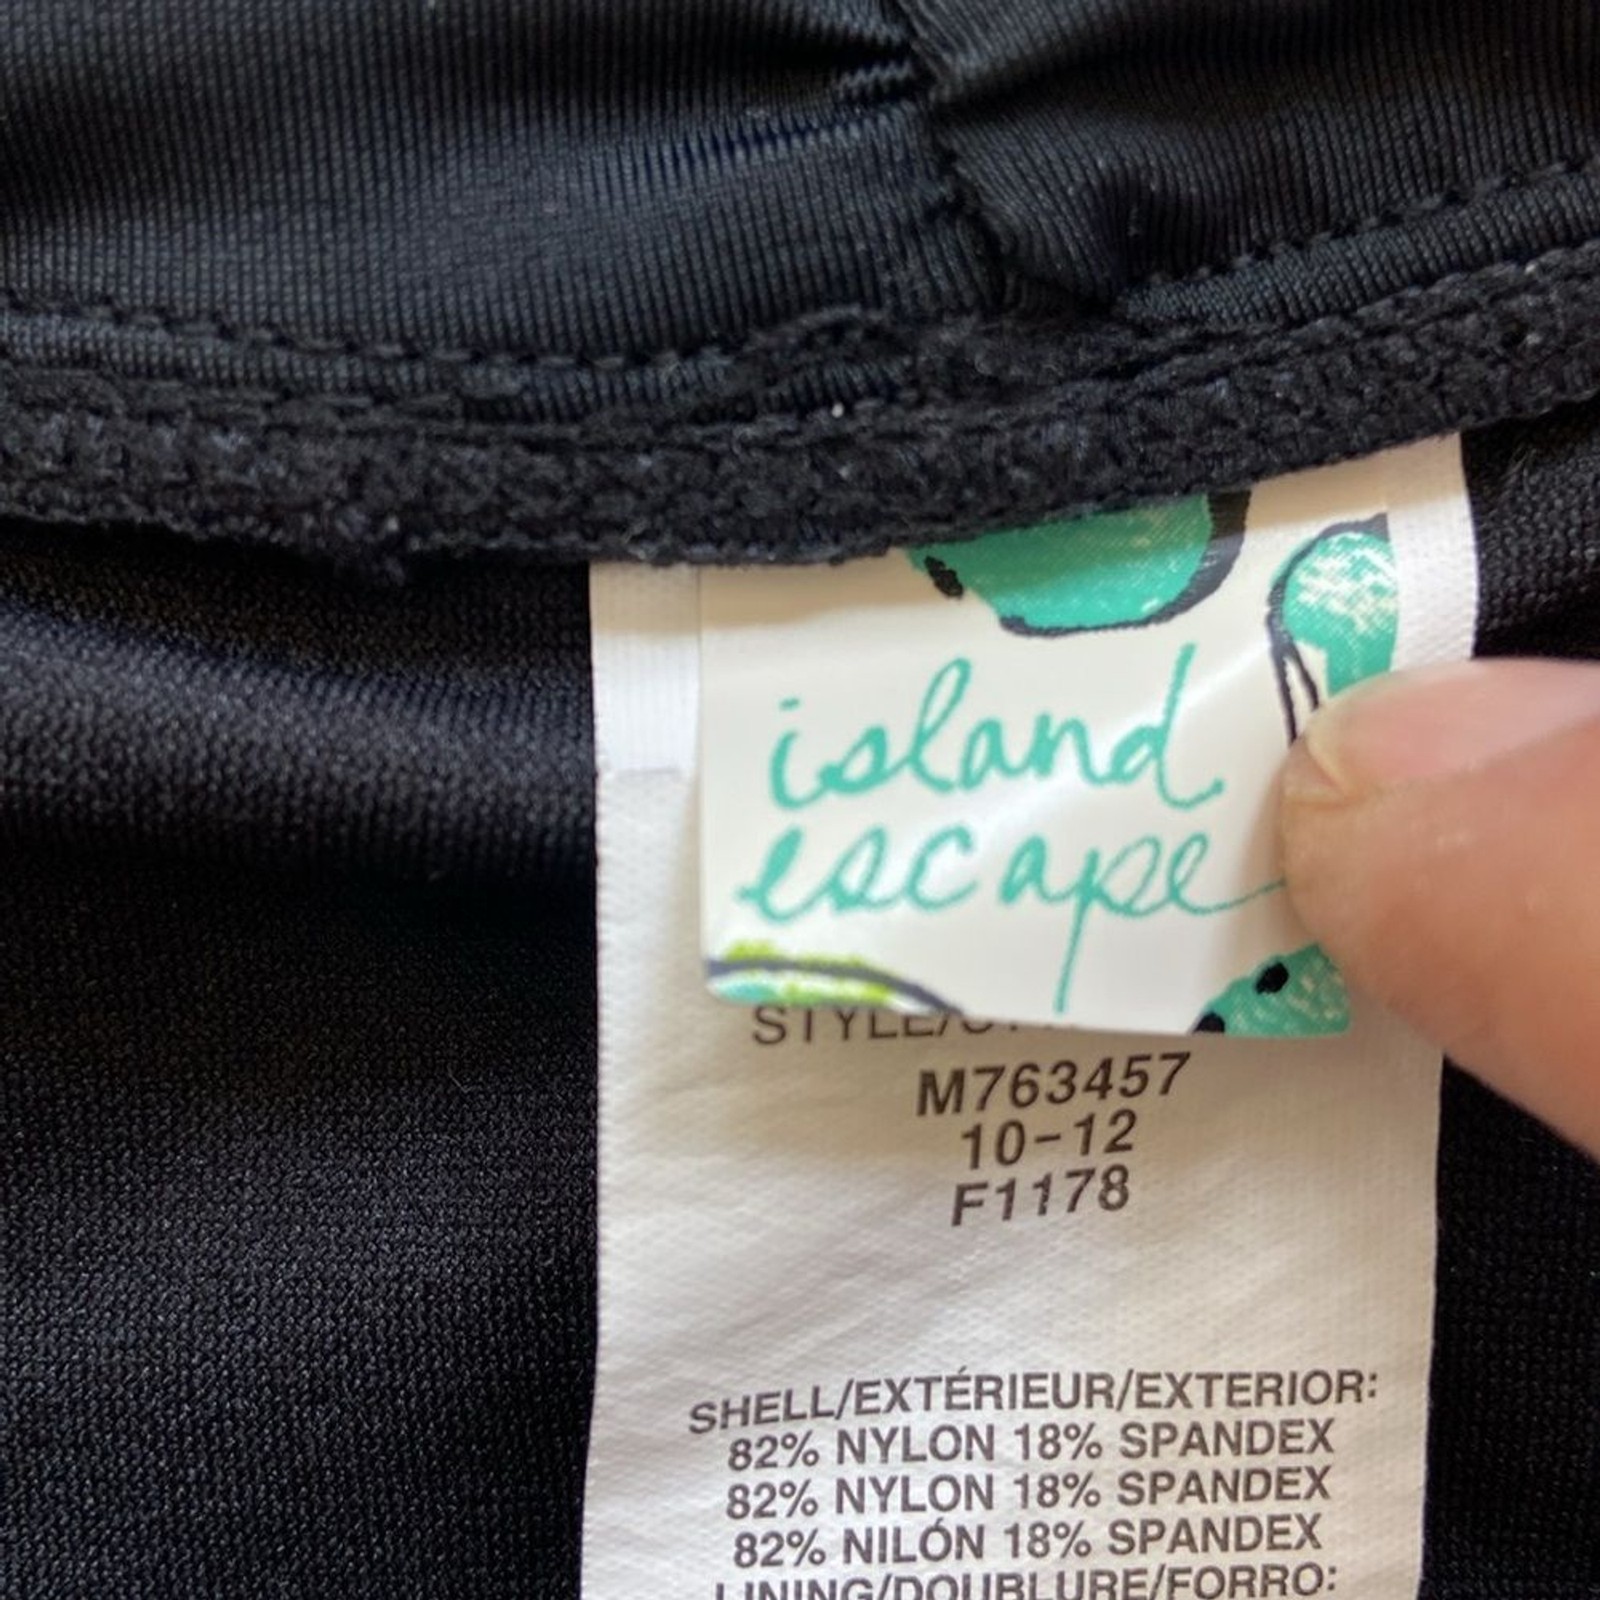 island
escape
STYLE/
M763457
10-12
F1178
SHELL/EXTÉRIEUR/EXTERIOR:
82% NYLON 18% SPANDEX
82% NYLON 18% SPANDEX
82% NILÓN 18% SPANDEX
LINING/DOUBLURE/FORRO: